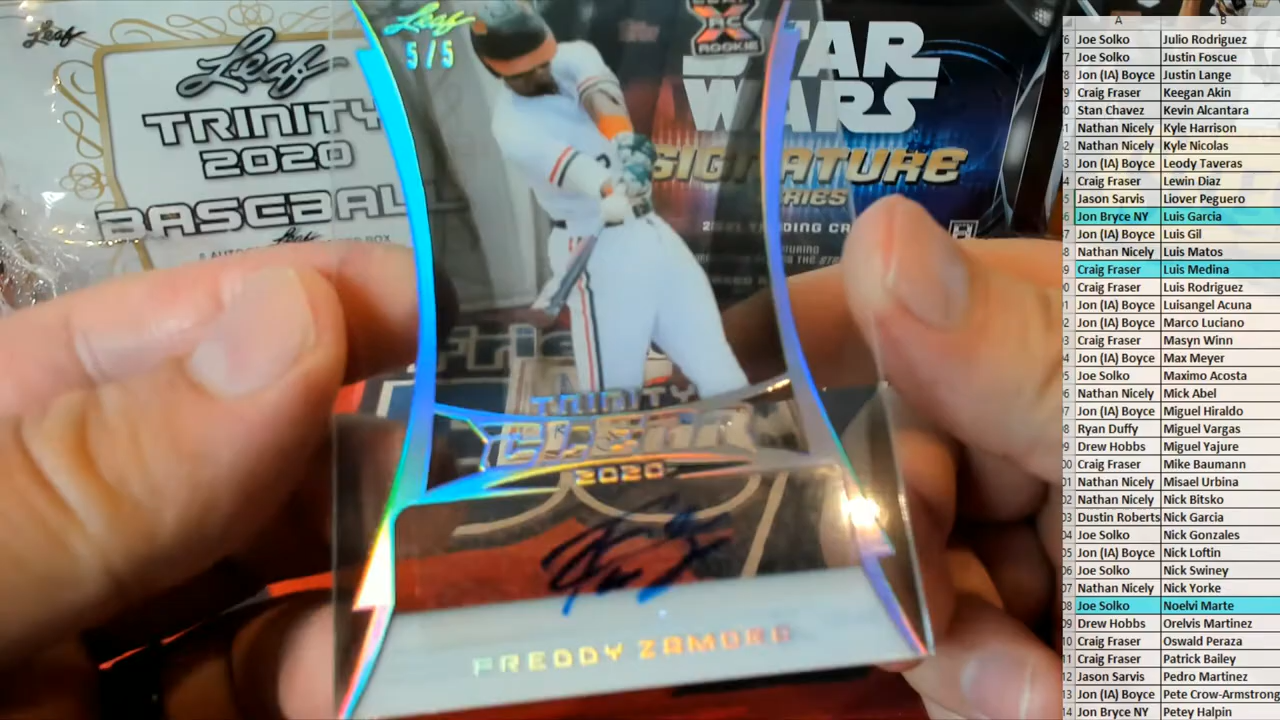 Leaf
Leaf
TRINITY
2020
BASEBALL
Leaf
5/5
XRC
ROOKIE
STAR
WARS
SIGNATURE
SERIES
TRINITY
CLEAR
2020
FREDDY ZAMORA
A B
Joe Solko Julio Rodriguez
Joe Solko Justin Foscue
Jon (IA) Boyce Justin Lange
Craig Fraser Keegan Akin
Stan Chavez Kevin Alcantara
Nathan Nicely Kyle Harrison
Nathan Nicely Kyle Nicolas
Jon (IA) Boyce Leody Taveras
Craig Fraser Lewin Diaz
Jason Sarvis Liover Peguero
Jon Bryce NY Luis Garcia
Jon (IA) Boyce Luis Gil
Nathan Nicely Luis Matos
Craig Fraser Luis Medina
Craig Fraser Luis Rodriguez
Jon (IA) Boyce Luisangel Acuna
Jon (IA) Boyce Marco Luciano
Craig Fraser Masyn Winn
Jon (IA) Boyce Max Meyer
Joe Solko Maximo Acosta
Nathan Nicely Mick Abel
Jon (IA) Boyce Miguel Hiraldo
Ryan Duffy Miguel Vargas
Drew Hobbs Miguel Yajure
Craig Fraser Mike Baumann
Nathan Nicely Misael Urbina
Nathan Nicely Nick Bitsko
Dustin Roberts Nick Garcia
Joe Solko Nick Gonzales
Jon (IA) Boyce Nick Loftin
Joe Solko Nick Swiney
Nathan Nicely Nick Yorke
Joe Solko Noelvi Marte
Drew Hobbs Orelvis Martinez
Craig Fraser Oswald Peraza
Craig Fraser Patrick Bailey
Jason Sarvis Pedro Martinez
Jon (IA) Boyce Pete Crow-Armstrong
Jon Bryce NY Petey Halpin